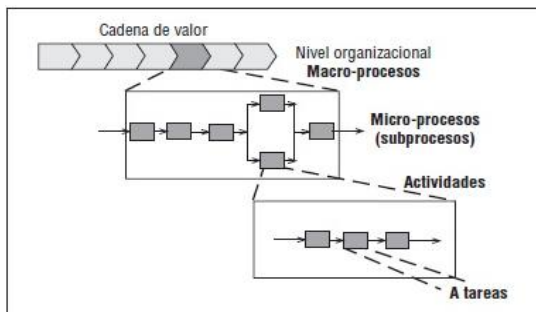 Cadena de valor
Nivel organizacional
Macro-procesos
Micro-procesos
(subprocesos)
Actividades
A tareas